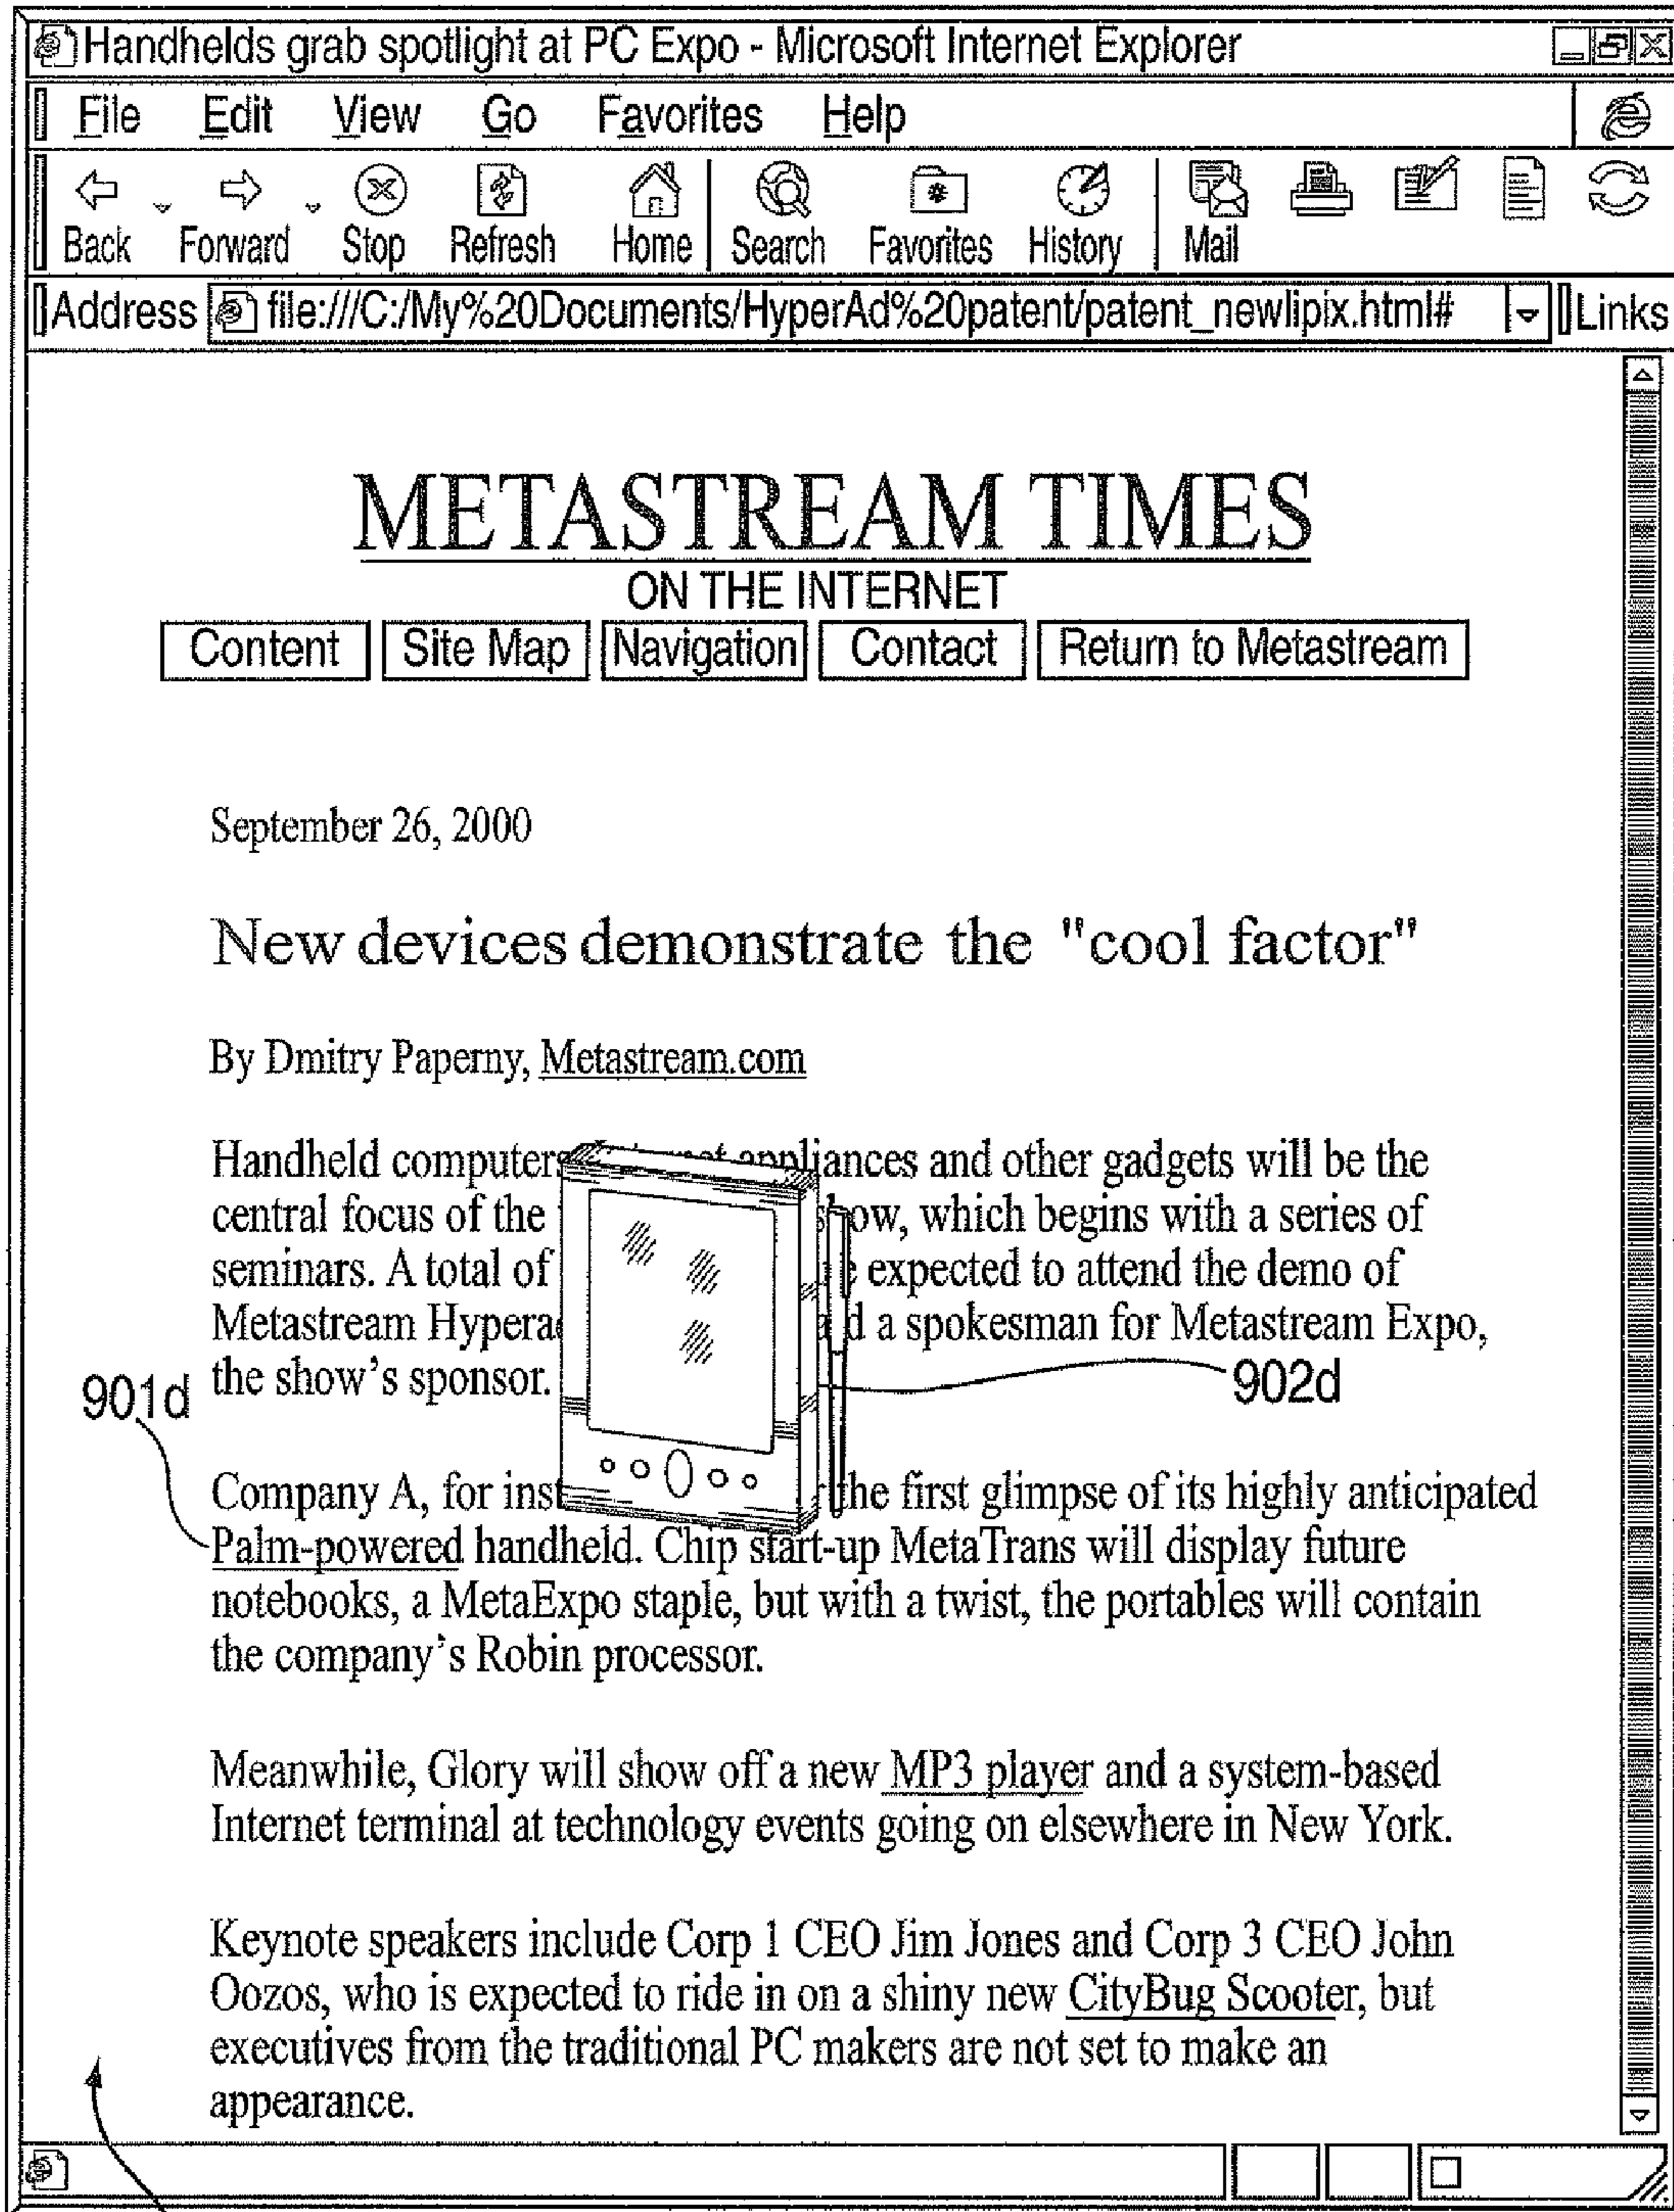 Handhelds grab spotlight at PC Expo - Microsoft Internet Explorer
File Edit View Go Favorites Help
Back Forward Stop Refresh Home Search Favorites History Mail
Address file:///C:/My%20Documents/HyperAd%20patent/patent_newlipix.html# Links
METASTREAM TIMES
ON THE INTERNET
Content Site Map Navigation Contact Return to Metastream
September 26, 2000
New devices demonstrate the "cool factor"
By Dmitry Paperny, Metastream.com
Handheld computers appliances and other gadgets will be the
central focus of the show, which begins with a series of
seminars. A total of expected to attend the demo of
Metastream a spokesman for Metastream Expo,
the show's sponsor.
901d
902d
Company A, for the first glimpse of its highly anticipated
Palm-powered handheld. Chip start-up MetaTrans will display future
notebooks, a MetaExpo staple, but with a twist, the portables will contain
the company's Robin processor.
Meanwhile, Glory will show off a new MP3 player and a system-based
Internet terminal at technology events going on elsewhere in New York.
Keynote speakers include Corp 1 CEO Jim Jones and Corp 3 CEO John
Oozos, who is expected to ride in on a shiny new CityBug Scooter, but
executives from the traditional PC makers are not set to make an
appearance.